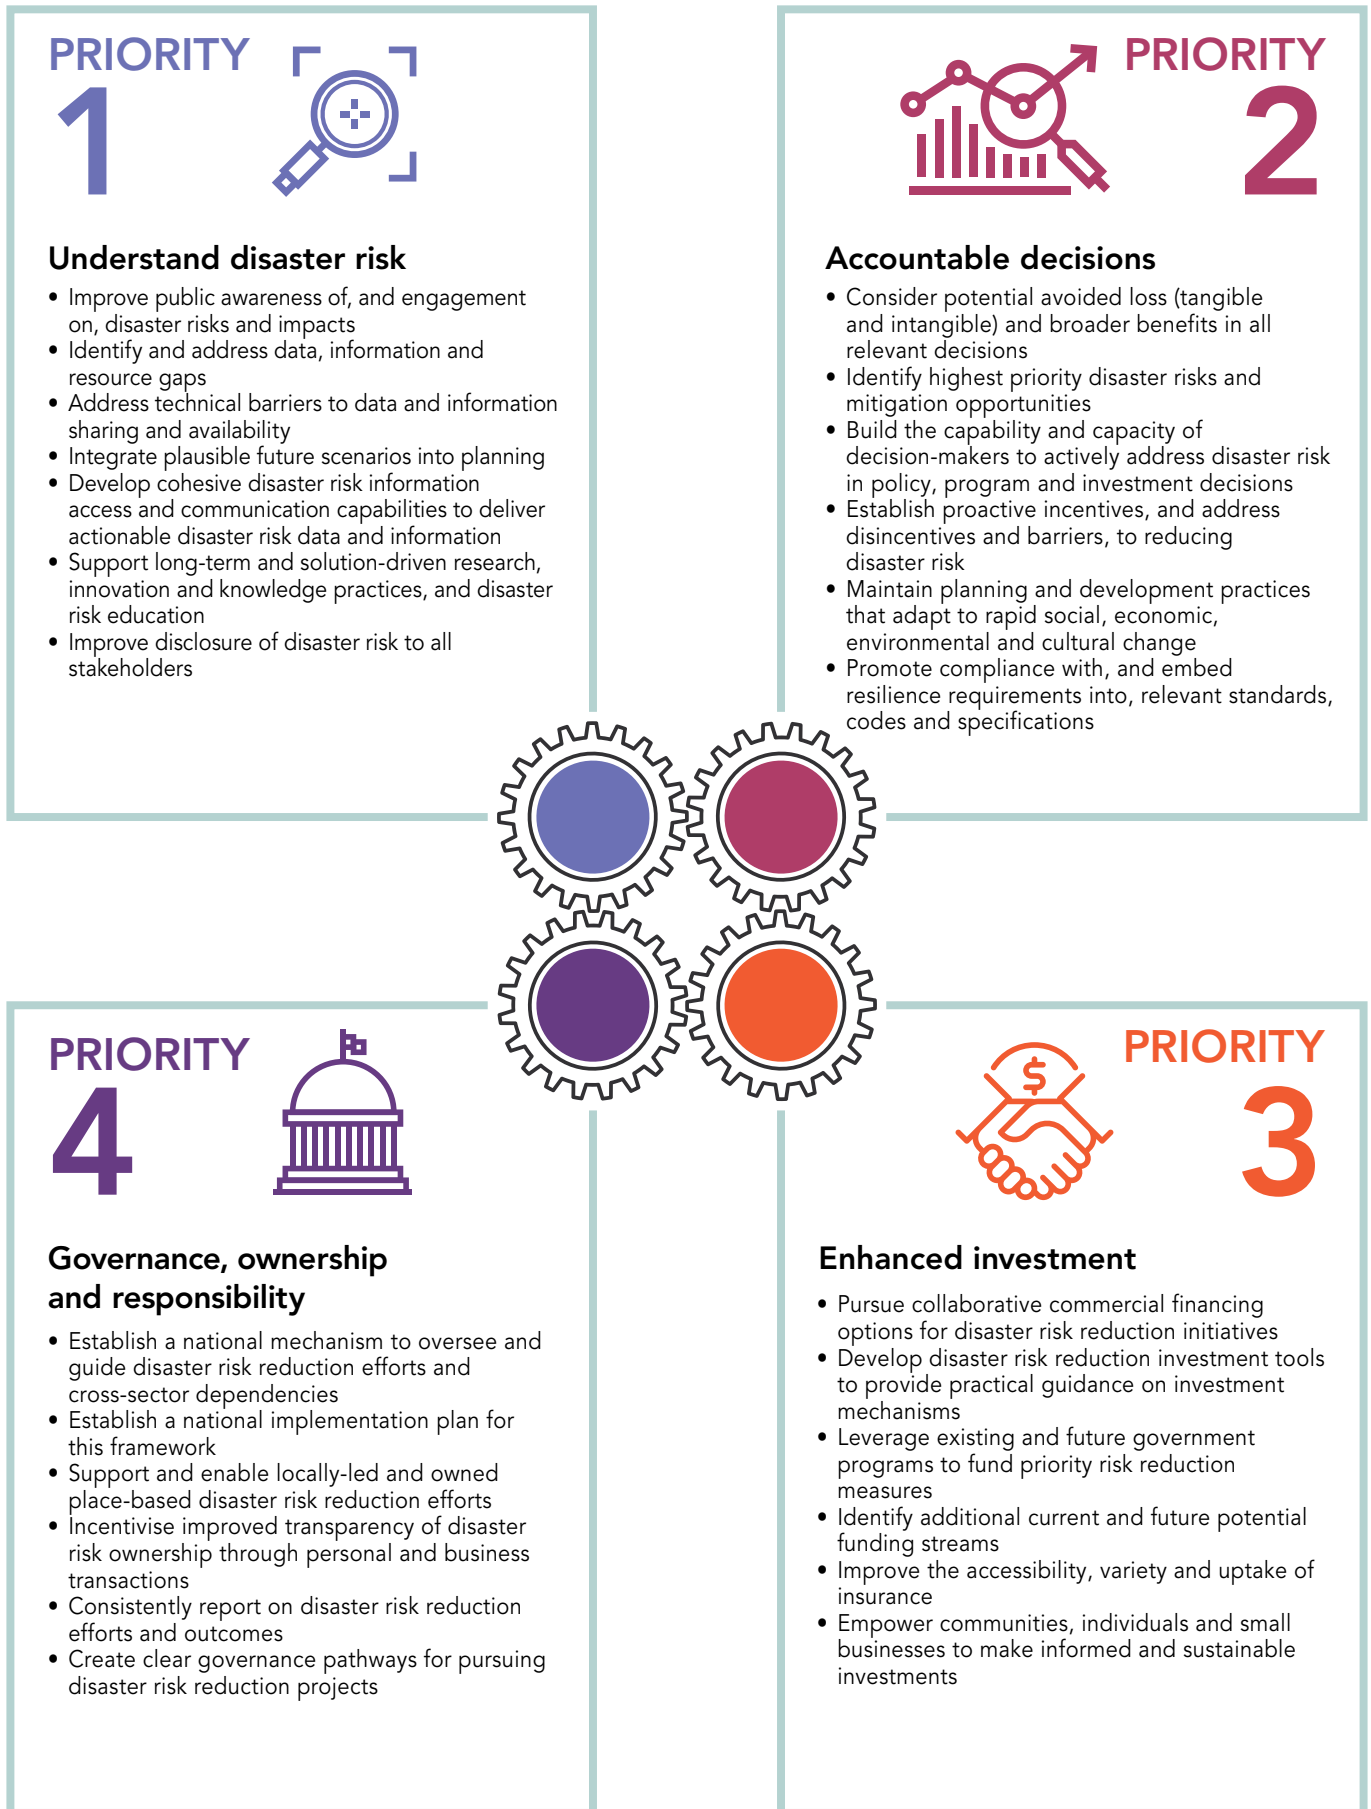 PRIORITY
1
Understand disaster risk
• Improve public awareness of, and engagement
on, disaster risks and impacts
• Identify and address data, information and
resource gaps
• Address technical barriers to data and information
sharing and availability
• Integrate plausible future scenarios into planning
• Develop cohesive disaster risk information
access and communication capabilities to deliver
actionable disaster risk data and information
• Support long-term and solution-driven research,
innovation and knowledge practices, and disaster
risk education
• Improve disclosure of disaster risk to all
stakeholders
PRIORITY
2
Accountable decisions
• Consider potential avoided loss (tangible
and intangible) and broader benefits in all
relevant decisions
• Identify highest priority disaster risks and
mitigation opportunities
• Build the capability and capacity of
decision-makers to actively address disaster risk
in policy, program and investment decisions
• Establish proactive incentives, and address
disincentives and barriers, to reducing
disaster risk
• Maintain planning and development practices
that adapt to rapid social, economic,
environmental and cultural change
• Promote compliance with, and embed
resilience requirements into, relevant standards,
codes and specifications
PRIORITY
4
Governance, ownership
and responsibility
• Establish a national mechanism to oversee and
guide disaster risk reduction efforts and
cross-sector dependencies
• Establish a national implementation plan for
this framework
• Support and enable locally-led and owned
place-based disaster risk reduction efforts
• Incentivise improved transparency of disaster
risk ownership through personal and business
transactions
• Consistently report on disaster risk reduction
efforts and outcomes
• Create clear governance pathways for pursuing
disaster risk reduction projects
$
PRIORITY
3
Enhanced investment
• Pursue collaborative commercial financing
options for disaster risk reduction initiatives
• Develop disaster risk reduction investment tools
to provide practical guidance on investment
mechanisms
• Leverage existing and future government
programs to fund priority risk reduction
measures
• Identify additional current and future potential
funding streams
• Improve the accessibility, variety and uptake of
insurance
• Empower communities, individuals and small
businesses to make informed and sustainable
investments